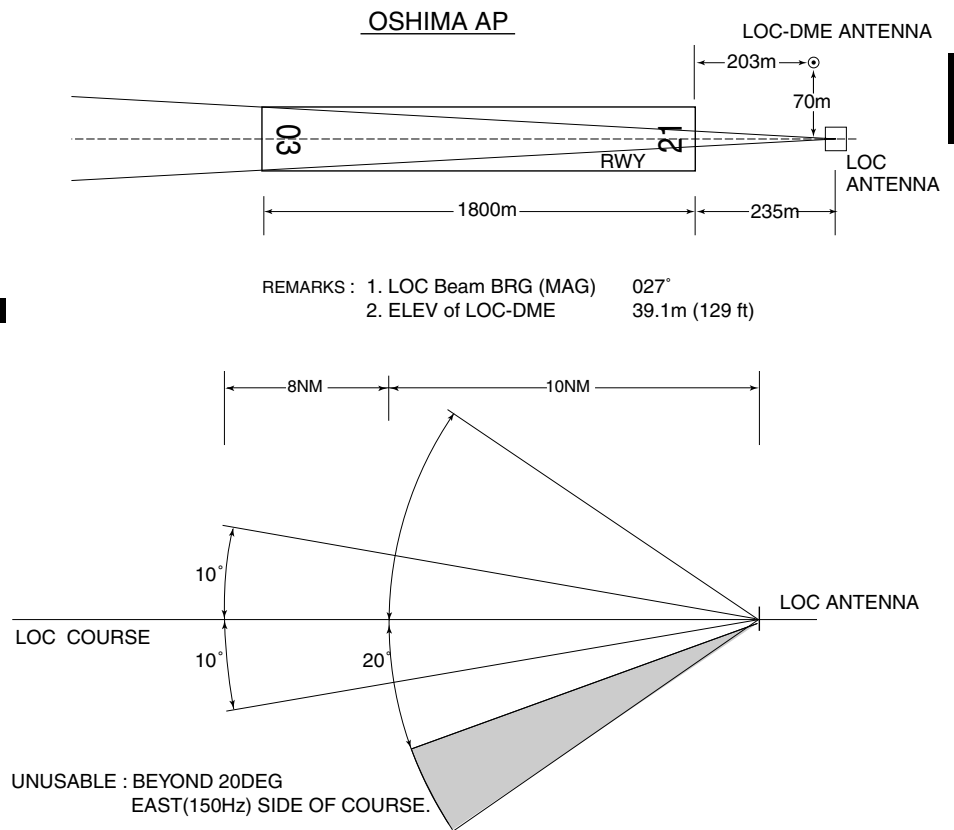 OSHIMA AP
LOC-DME ANTENNA
203m
70m
03
21
RWY
LOC
ANTENNA
1800m
235m
REMARKS : 1. LOC Beam BRG (MAG) 027°
2. ELEV of LOC-DME 39.1m (129 ft)
8NM
10NM
10°
LOC ANTENNA
LOC COURSE
10°
20°
UNUSABLE : BEYOND 20DEG
EAST(150Hz) SIDE OF COURSE.